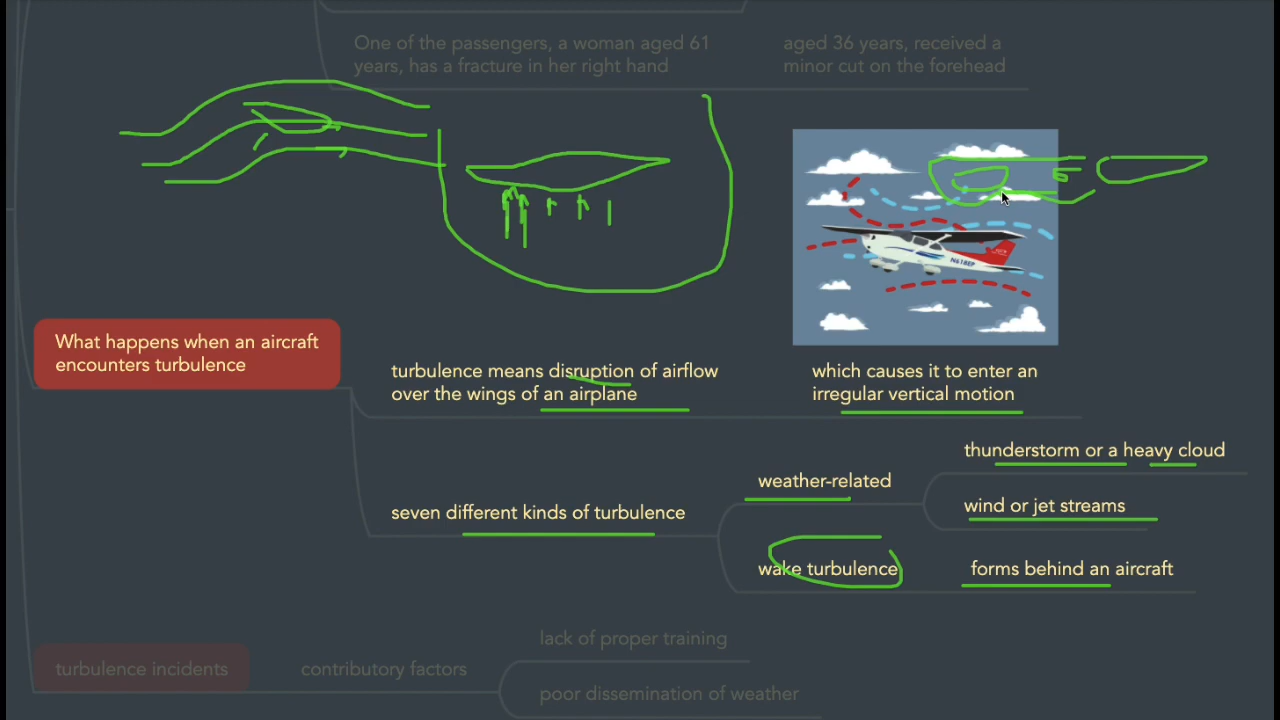 One of the passengers, a woman aged 61
years, has a fracture in her right hand
aged 36 years, received a
minor cut on the forehead
N618EP
What happens when an aircraft
encounters turbulence
turbulence means disruption of airflow
over the wings of an airplane
which causes it to enter an
irregular vertical motion
seven different kinds of turbulence
weather-related
thunderstorm or a heavy cloud
wind or jet streams
wake turbulence
forms behind an aircraft
turbulence incidents
contributory factors
lack of proper training
poor dissemination of weather